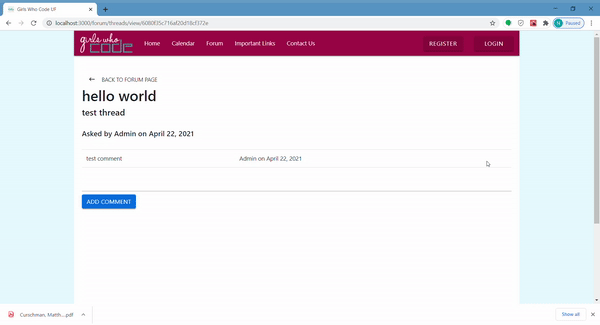 Girls Who Code UF
localhost:3000/forum/threads/view/6080f35c716af20d18cf372e
N Paused
girls who
CODE
Home Calendar Forum Important Links Contact Us REGISTER LOGIN
← BACK TO FORUM PAGE
hello world
test thread
Asked by Admin on April 22, 2021
test comment Admin on April 22, 2021
ADD COMMENT
Curschman, Matth....pdf Show all